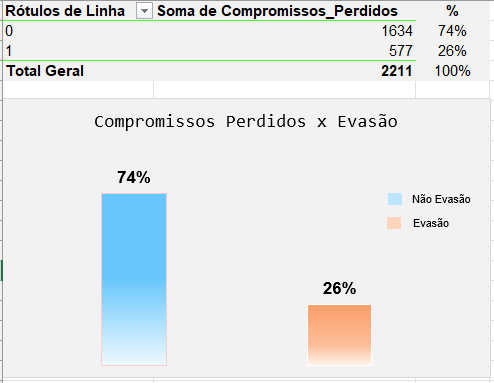 Rótulos de Linha Soma de Compromissos_Perdidos %
0 1634 74%
1 577 26%
Total Geral 2211 100%
Compromissos Perdidos x Evasão
74%
Não Evasão
Evasão
26%